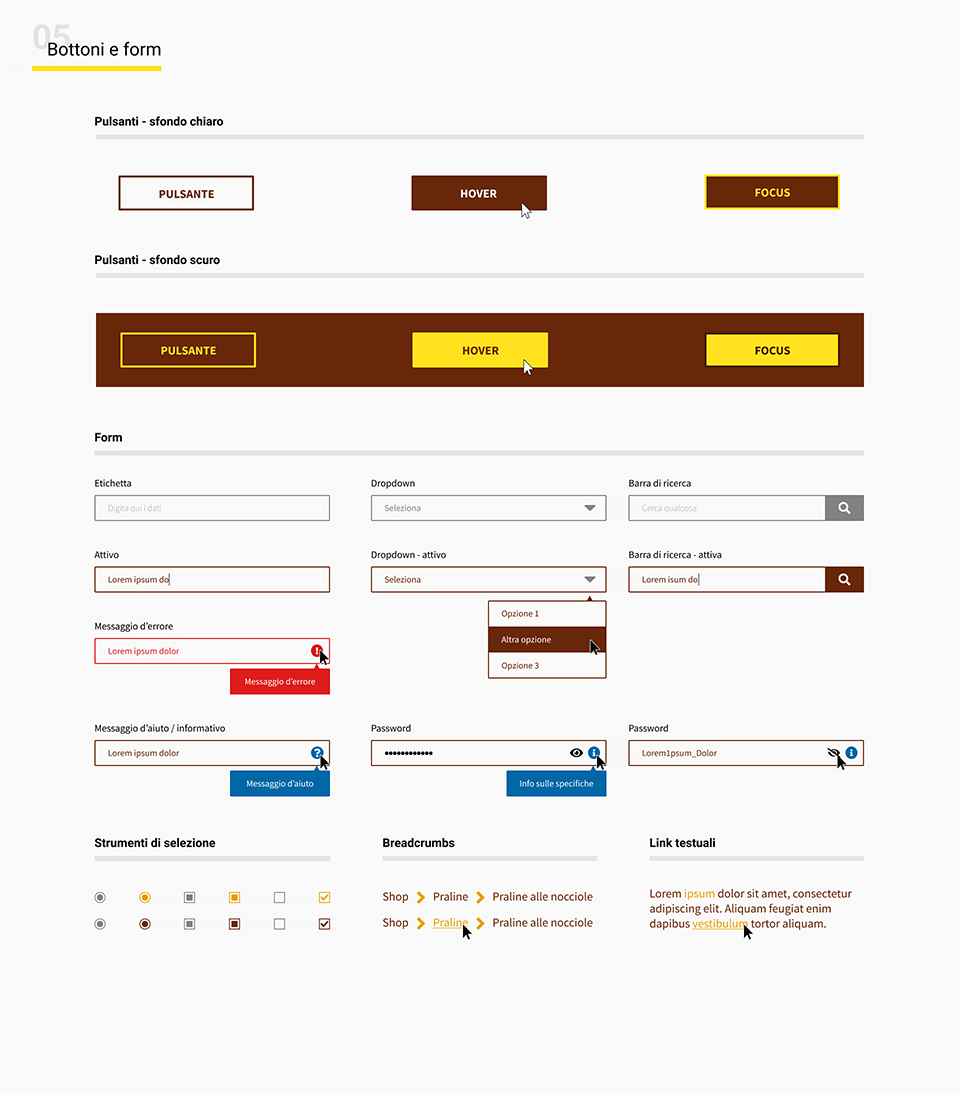 05
Bottoni e form
Pulsanti - sfondo chiaro
PULSANTE
HOVER
FOCUS
Pulsanti - sfondo scuro
PULSANTE
HOVER
FOCUS
Form
Etichetta
Dropdown
Barra di ricerca
Digita qui i dati
Seleziona
Cerca qualcosa
Attivo
Dropdown - attivo
Barra di ricerca - attiva
Lorem ipsum do
Seleziona
Lorem isum do
Opzione 1
Altra opzione
Opzione 3
Messaggio d'errore
Lorem ipsum dolor
Messaggio d'errore
Messaggio d'aiuto / informativo
Password
Password
Lorem ipsum dolor
••••••••••••
Lorem1psum_Dolor
Messaggio d'aiuto
Info sulle specifiche
Strumenti di selezione
Breadcrumbs
Link testuali
Shop
Praline
Praline alle nocciole
Shop
Praline
Praline alle nocciole
Lorem ipsum dolor sit amet, consectetur
adipiscing elit. Aliquam feugiat enim
dapibus vestibulum tortor aliquam.